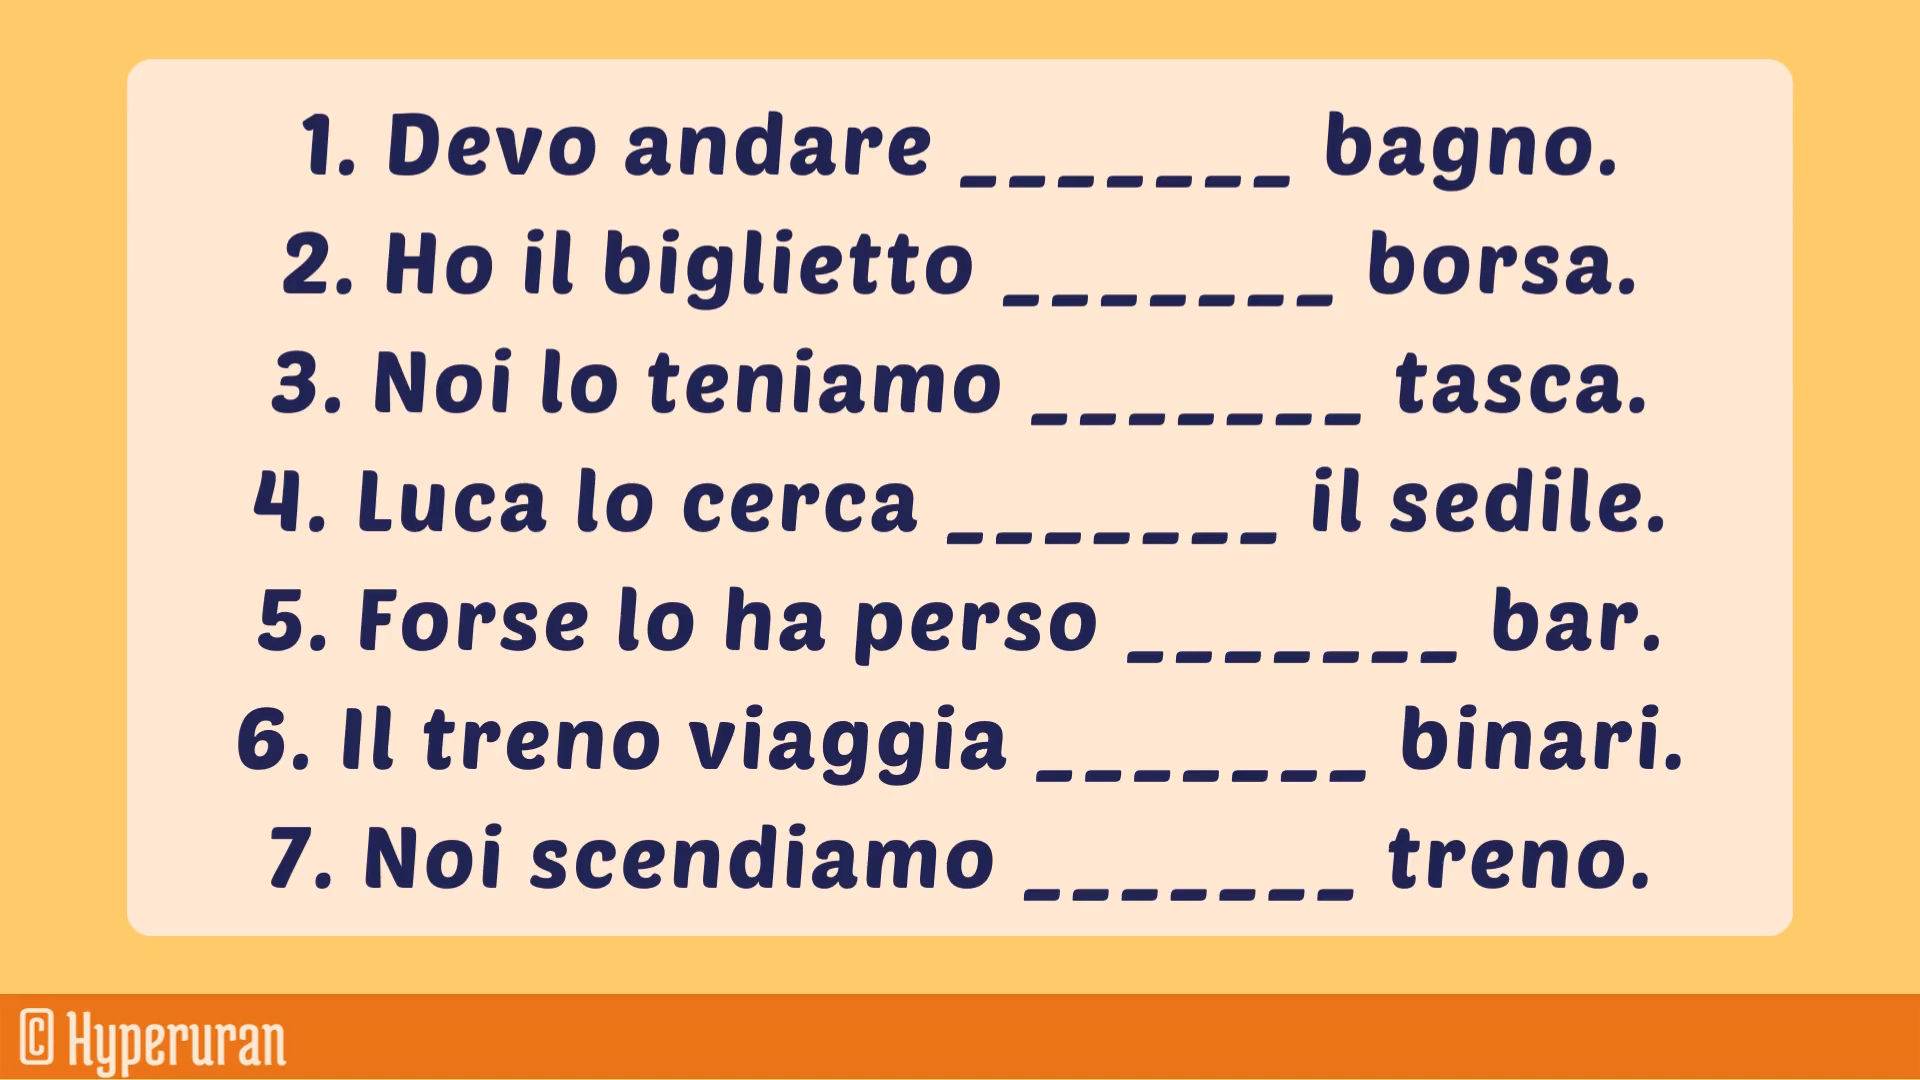 1. Devo andare _______ bagno.
2. Ho il biglietto _______ borsa.
3. Noi lo teniamo _______ tasca.
4. Luca lo cerca _______ il sedile.
5. Forse lo ha perso _______ bar.
6. Il treno viaggia _______ binari.
7. Noi scendiamo _______ treno.
© Hyperuran